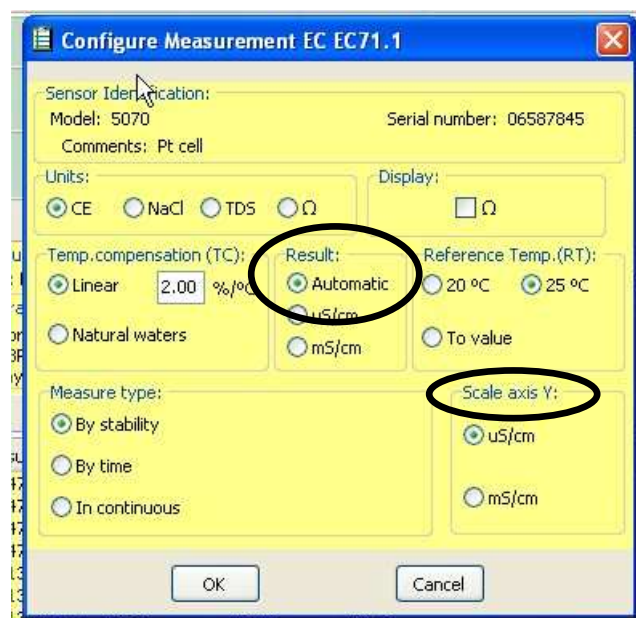 Configure Measurement EC EC71.1
Sensor Identification:
Model: 5070 Serial number: 06587845
Comments: Pt cell
Units: Display:
CE NaCl TDS Ω Ω
Temp.compensation (TC): Result: Reference Temp.(RT):
Linear 2.00 %/ºC Automatic 20 ºC 25 ºC
uS/cm
Natural waters mS/cm To value
Measure type: Scale axis Y:
By stability uS/cm
By time
In continuous mS/cm
OK Cancel